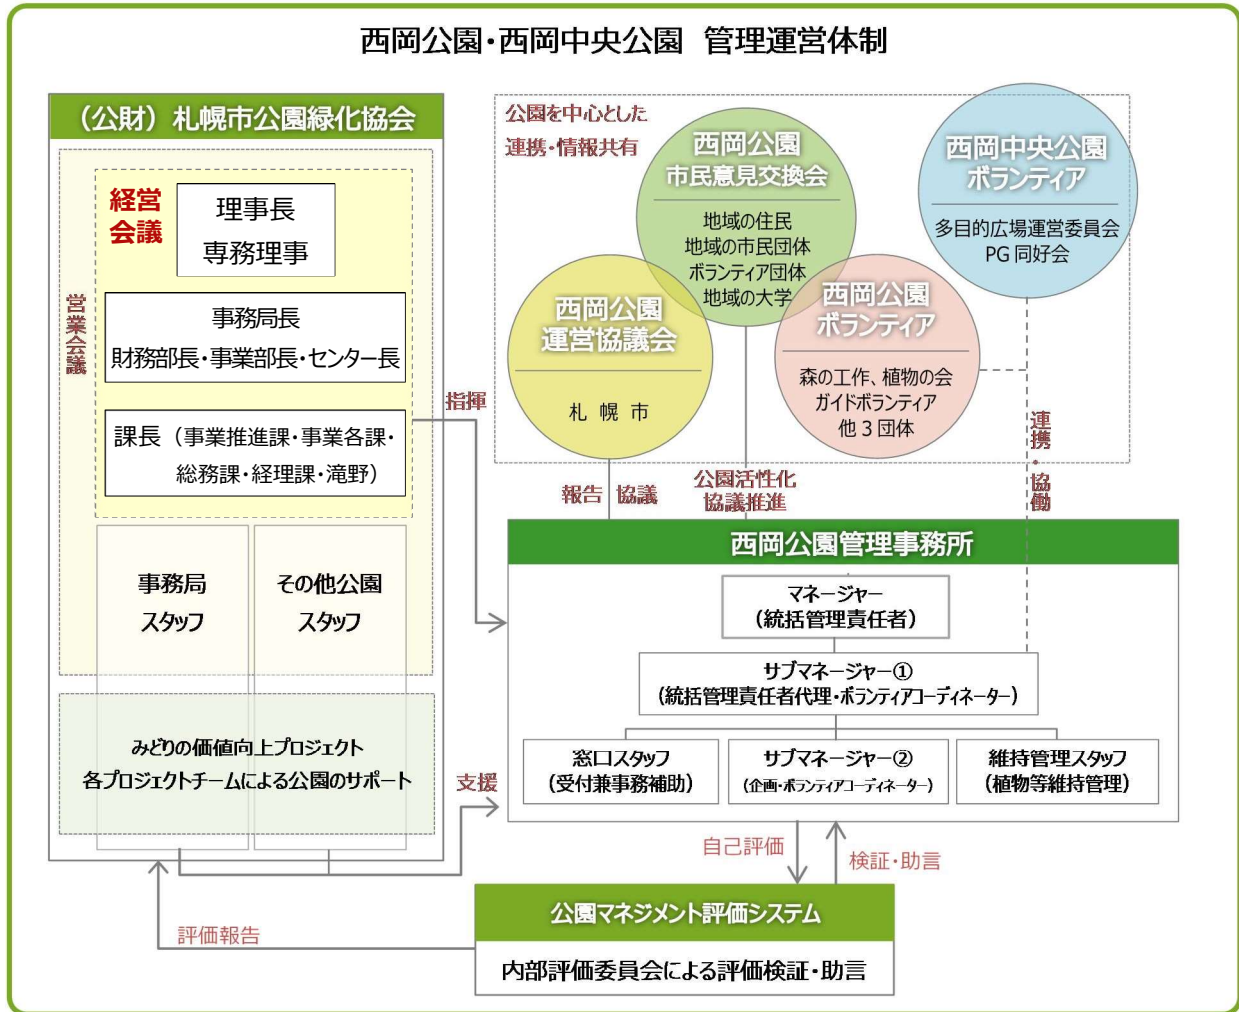 西岡公園・西岡中央公園 管理運営体制
（公財）札幌市公園緑化協会
経営
会議
理事長
専務理事
営業会議
事務局長
財務部長・事業部長・センター長
課長（事業推進課・事業各課・
総務課・経理課・滝野）
事務局
スタッフ
その他公園
スタッフ
みどりの価値向上プロジェクト
各プロジェクトチームによる公園のサポート
指揮
支援
公園を中心とした
連携・情報共有
西岡公園
市民意見交換会
地域の住民
地域の市民団体
ボランティア団体
地域の大学
西岡中央公園
ボランティア
多目的広場運営委員会
PG 同好会
西岡公園
運営協議会
札 幌 市
西岡公園
ボランティア
森の工作、植物の会
ガイドボランティア
他 3 団体
報告 協議
公園活性化
協議推進
連携・協働
西岡公園管理事務所
マネージャー
（統括管理責任者）
サブマネージャー①
（統括管理責任者代理・ボランティアコーディネーター）
窓口スタッフ
（受付兼事務補助）
サブマネージャー②
（企画・ボランティアコーディネーター）
維持管理スタッフ
（植物等維持管理）
自己評価
検証・助言
評価報告
公園マネジメント評価システム
内部評価委員会による評価検証・助言